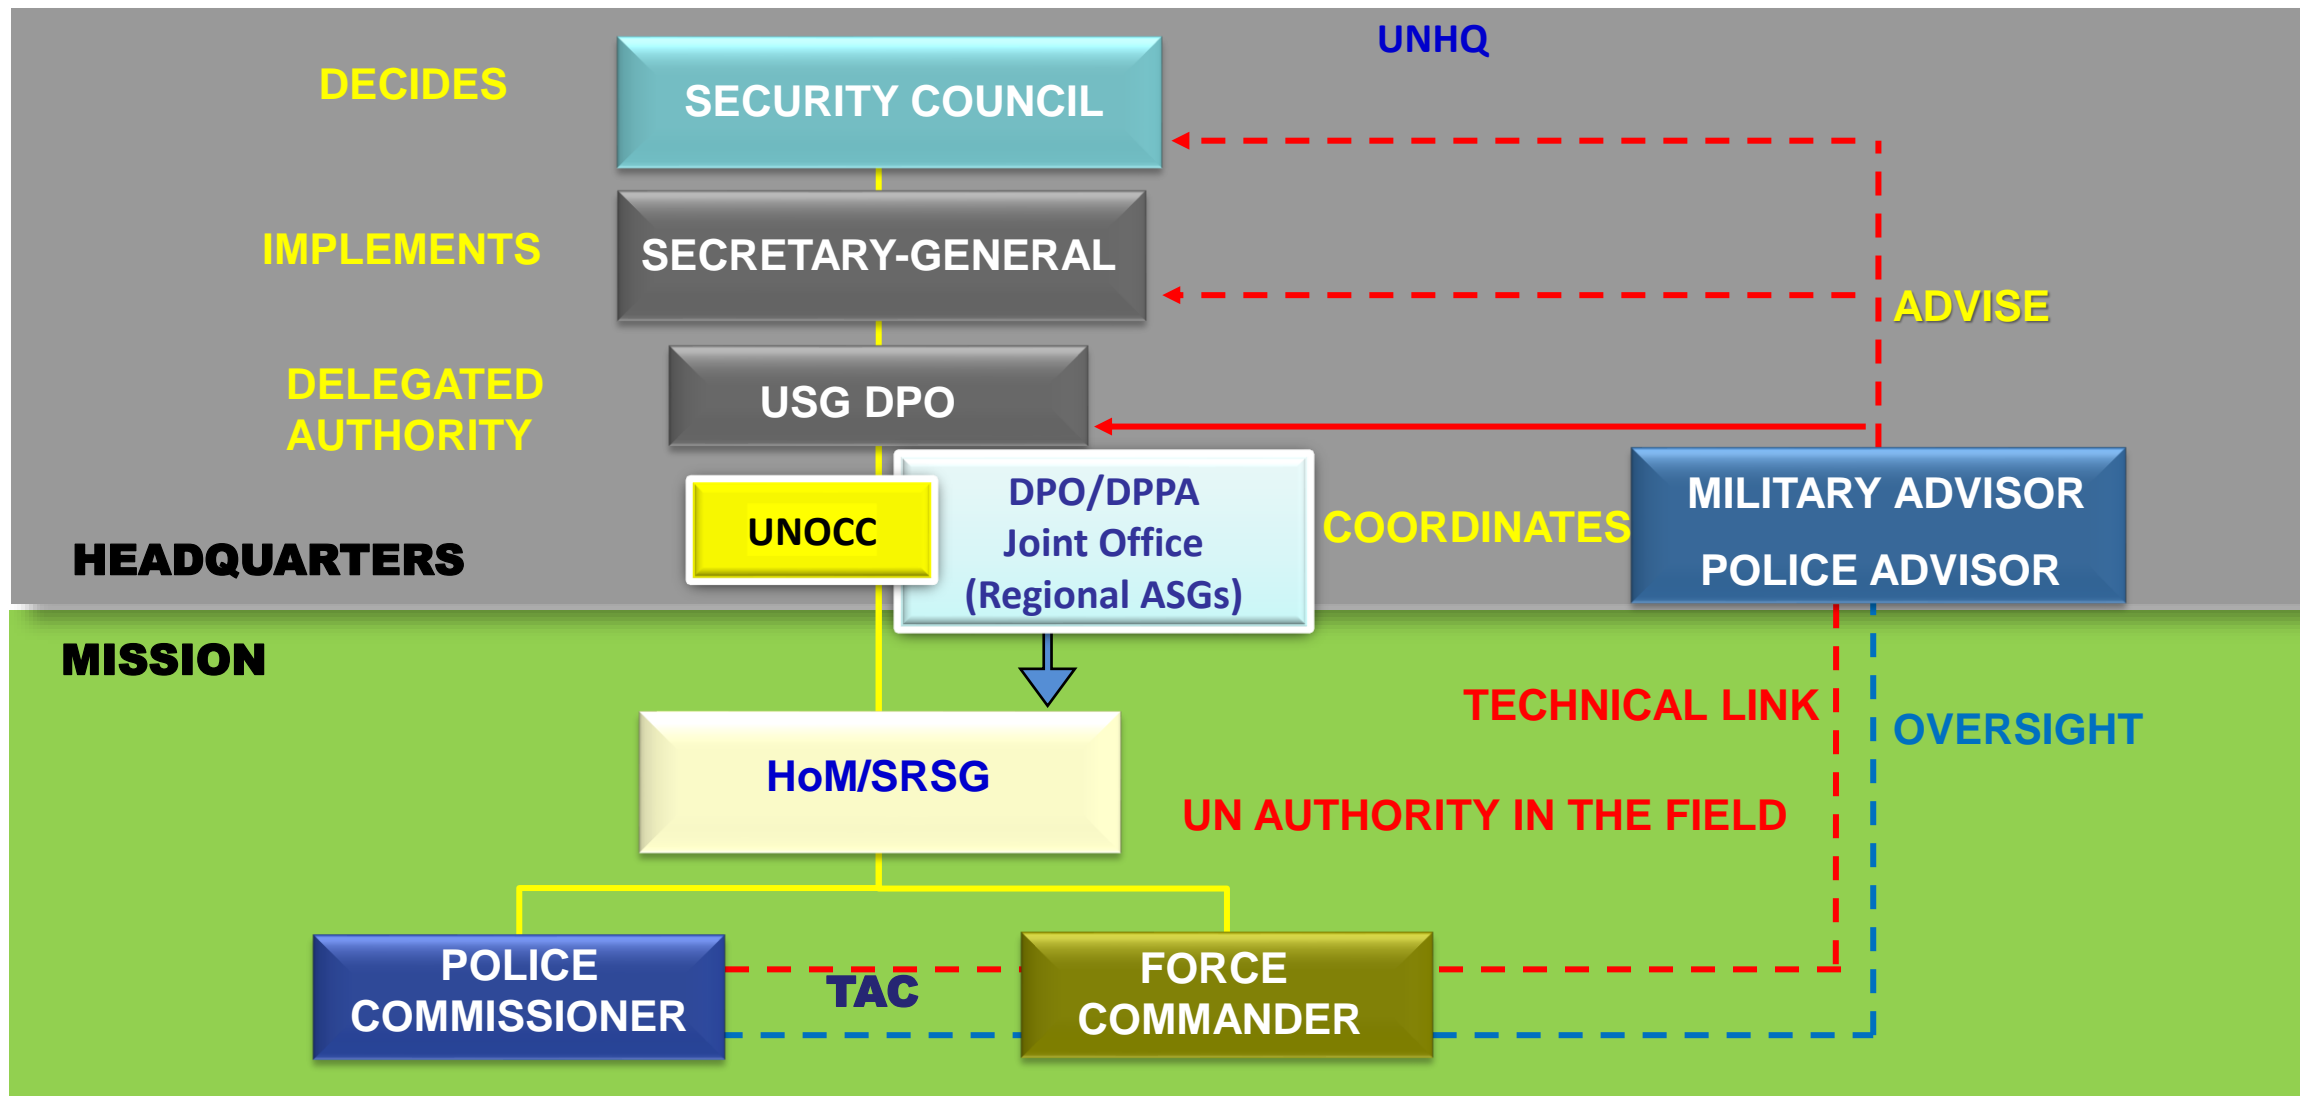 UNHQ
DECIDES
SECURITY COUNCIL
IMPLEMENTS
SECRETARY-GENERAL
ADVISE
DELEGATED
AUTHORITY
USG DPO
UNOCC
DPO/DPPA
Joint Office
(Regional ASGs)
COORDINATES
MILITARY ADVISOR
POLICE ADVISOR
HEADQUARTERS
MISSION
TECHNICAL LINK
OVERSIGHT
HoM/SRSG
UN AUTHORITY IN THE FIELD
POLICE
COMMISSIONER
TAC
FORCE
COMMANDER